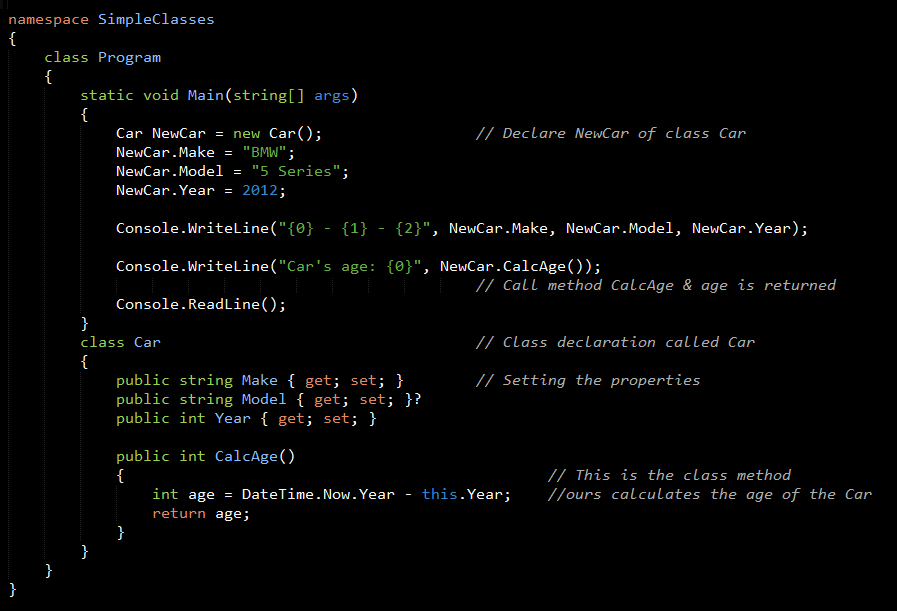 namespace SimpleClasses
{
    class Program
    {
        static void Main(string[] args)
        {
            Car NewCar = new Car();                 // Declare NewCar of class Car
            NewCar.Make = "BMW";
            NewCar.Model = "5 Series";
            NewCar.Year = 2012;

            Console.WriteLine("{0} - {1} - {2}", NewCar.Make, NewCar.Model, NewCar.Year);

            Console.WriteLine("Car's age: {0}", NewCar.CalcAge());
                                                    // Call method CalcAge & age is returned
            Console.ReadLine();
        }
        class Car                                   // Class declaration called Car
        {
            public string Make { get; set; }        // Setting the properties
            public string Model { get; set; }?
            public int Year { get; set; }

            public int CalcAge()
            {                                               // This is the class method
                int age = DateTime.Now.Year - this.Year;    //ours calculates the age of the Car
                return age;
            }
        }
    }
}